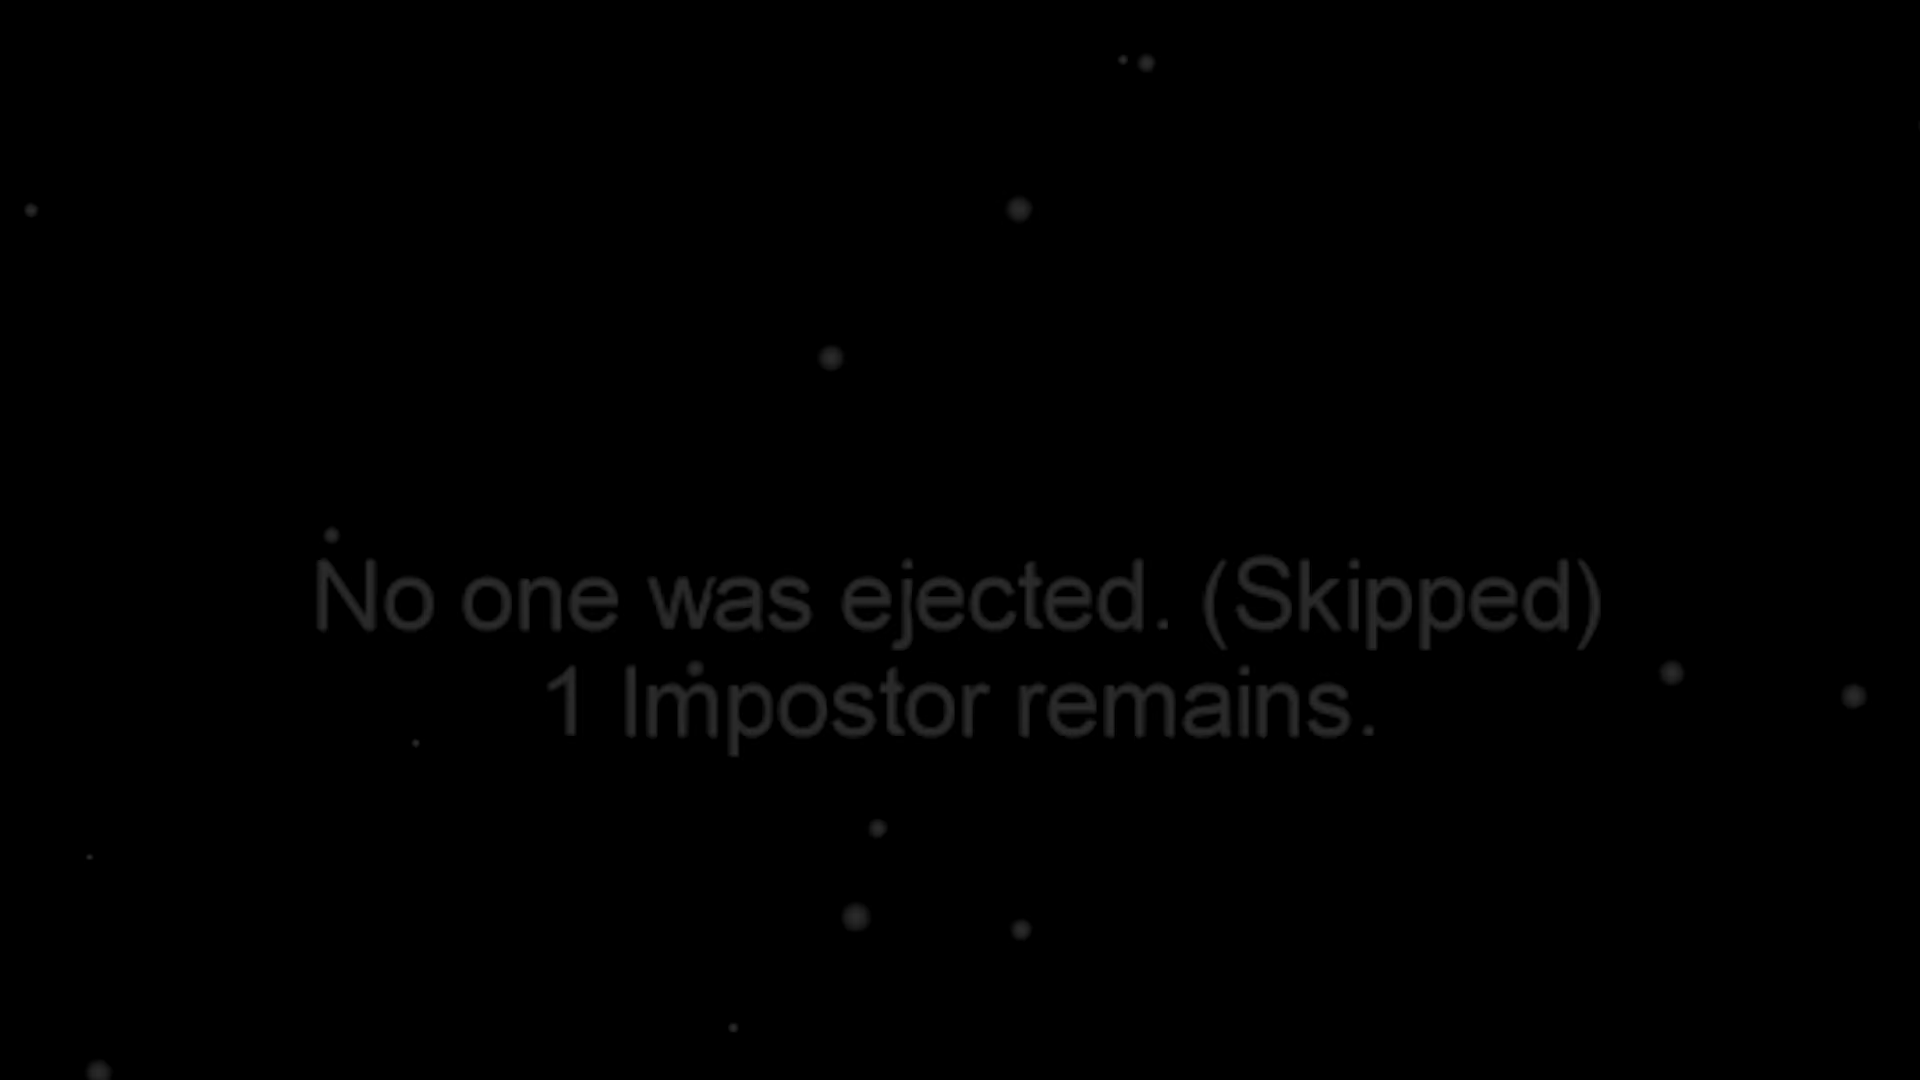 No one was ejected. (Skipped)
1 Impostor remains.